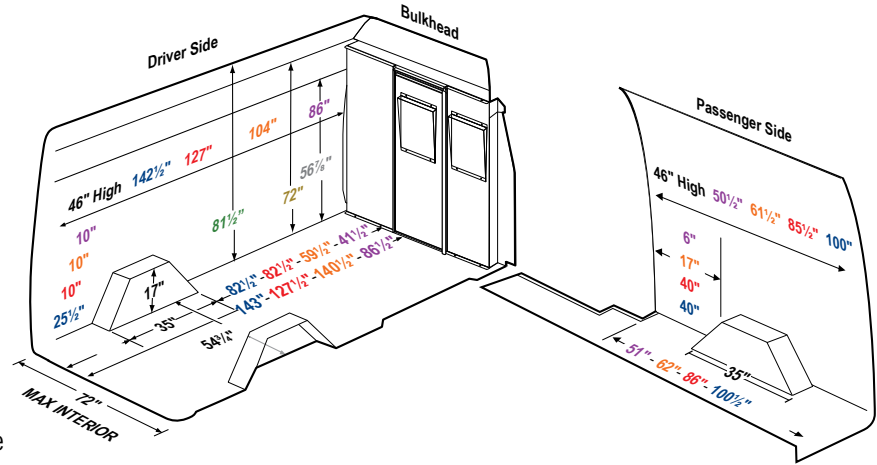 Driver Side
Bulkhead
Passenger Side
46" High 142½" 127" 104" 86"
81½"
72"
56⅞"
10"
10"
10"
25½"
17"
35"
54¾"
82½" - 82½" - 59½" - 41½"
143" - 127½" - 140½" - 86½"
72"
MAX INTERIOR
46" High 50½" 61½" 85½" 100"
6"
17"
40"
40"
35"
51" - 62" - 86" - 100½"
e